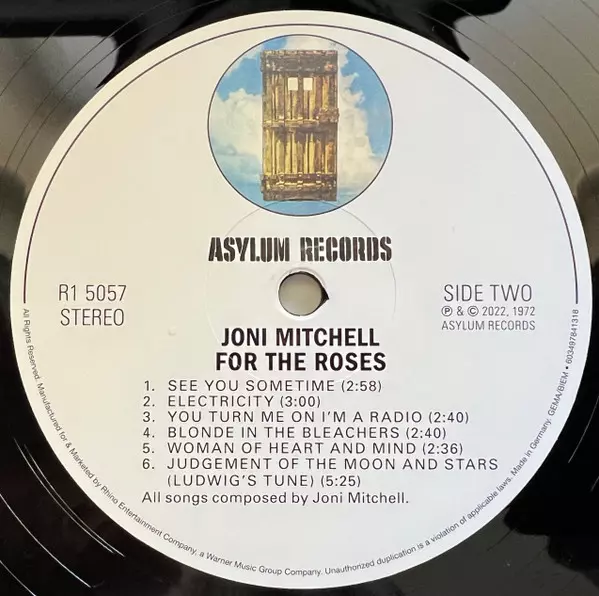 ASYLUM RECORDS
R1 5057
STEREO
SIDE TWO
℗ & © 2022, 1972
ASYLUM RECORDS
JONI MITCHELL
FOR THE ROSES
1. SEE YOU SOMETIME (2:58)
2. ELECTRICITY (3:00)
3. YOU TURN ME ON I'M A RADIO (2:40)
4. BLONDE IN THE BLEACHERS (2:40)
5. WOMAN OF HEART AND MIND (2:36)
6. JUDGEMENT OF THE MOON AND STARS
(LUDWIG'S TUNE) (5:25)
All songs composed by Joni Mitchell.
All Rights Reserved. Manufactured for & Marketed by Rhino Entertainment Company, a Warner Music Group Company. Unauthorized duplication is a violation of applicable laws. Made in Germany. GEMA/BIEM • 603497841318